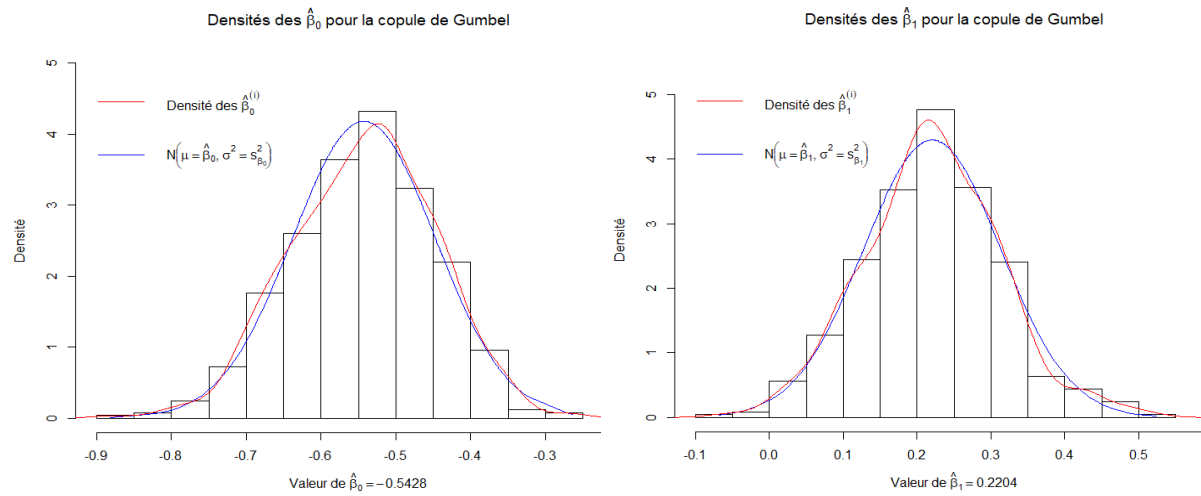 Densités des β̂₀ pour la copule de Gumbel
Densité des β̂₀⁽ⁱ⁾
N(μ = β̂₀, σ² = s²_β̂₀)
Densité
5
4
3
2
1
0
-0.9 -0.8 -0.7 -0.6 -0.5 -0.4 -0.3
Valeur de β̂₀ = −0.5428
Densités des β̂₁ pour la copule de Gumbel
Densité des β̂₁⁽ⁱ⁾
N(μ = β̂₁, σ² = s²_β̂₁)
Densité
5
4
3
2
1
0
-0.1 0.0 0.1 0.2 0.3 0.4 0.5
Valeur de β̂₁ = 0.2204